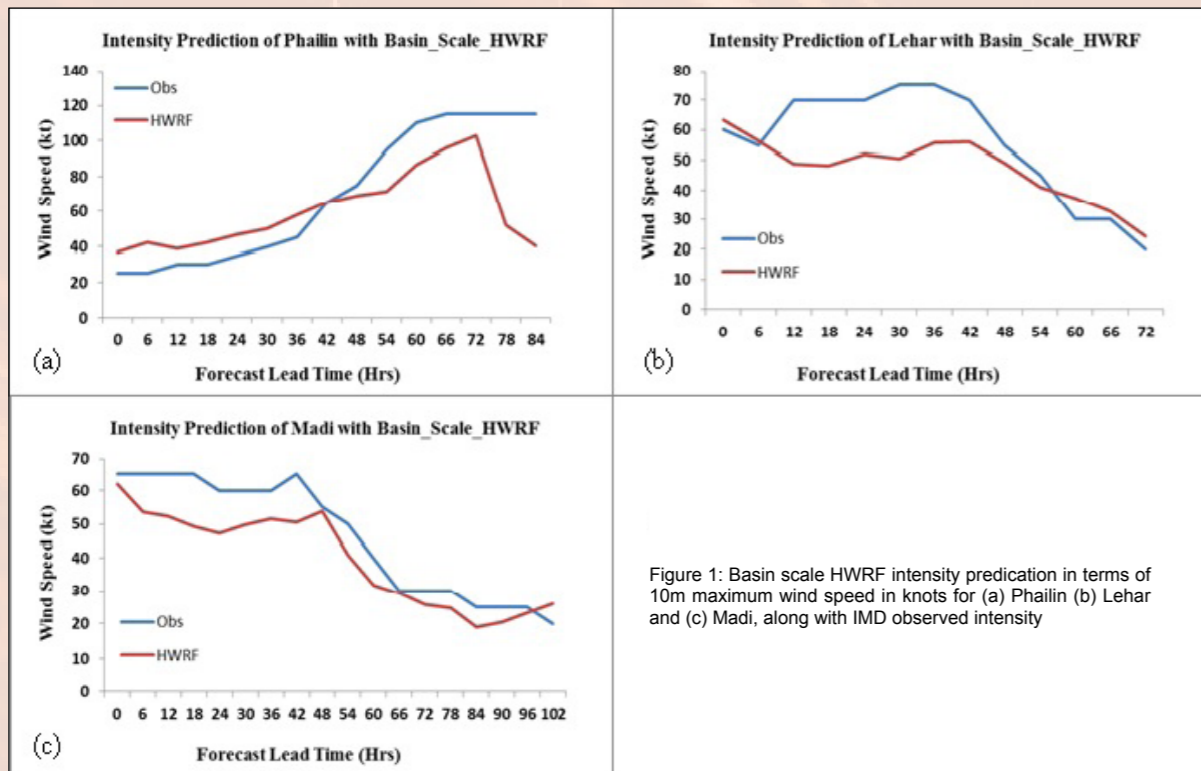 Intensity Prediction of Phailin with Basin_Scale_HWRF
Wind Speed (kt)
140
120
100
80
60
40
20
0
Obs
HWRF
0 6 12 18 24 30 36 42 48 54 60 66 72 78 84
Forecast Lead Time (Hrs)
(a)
Intensity Prediction of Lehar with Basin_Scale_HWRF
Wind Speed (kt)
80
70
60
50
40
30
20
10
0
Obs
HWRF
0 6 12 18 24 30 36 42 48 54 60 66 72
Forecast Lead Time (Hrs)
(b)
Intensity Prediction of Madi with Basin_Scale_HWRF
Wind Speed (kt)
70
60
50
40
30
20
10
0
Obs
HWRF
0 6 12 18 24 30 36 42 48 54 60 66 72 78 84 90 96 102
Forecast Lead Time (Hrs)
(c)
Figure 1: Basin scale HWRF intensity predication in terms of
10m maximum wind speed in knots for (a) Phailin (b) Lehar
and (c) Madi, along with IMD observed intensity